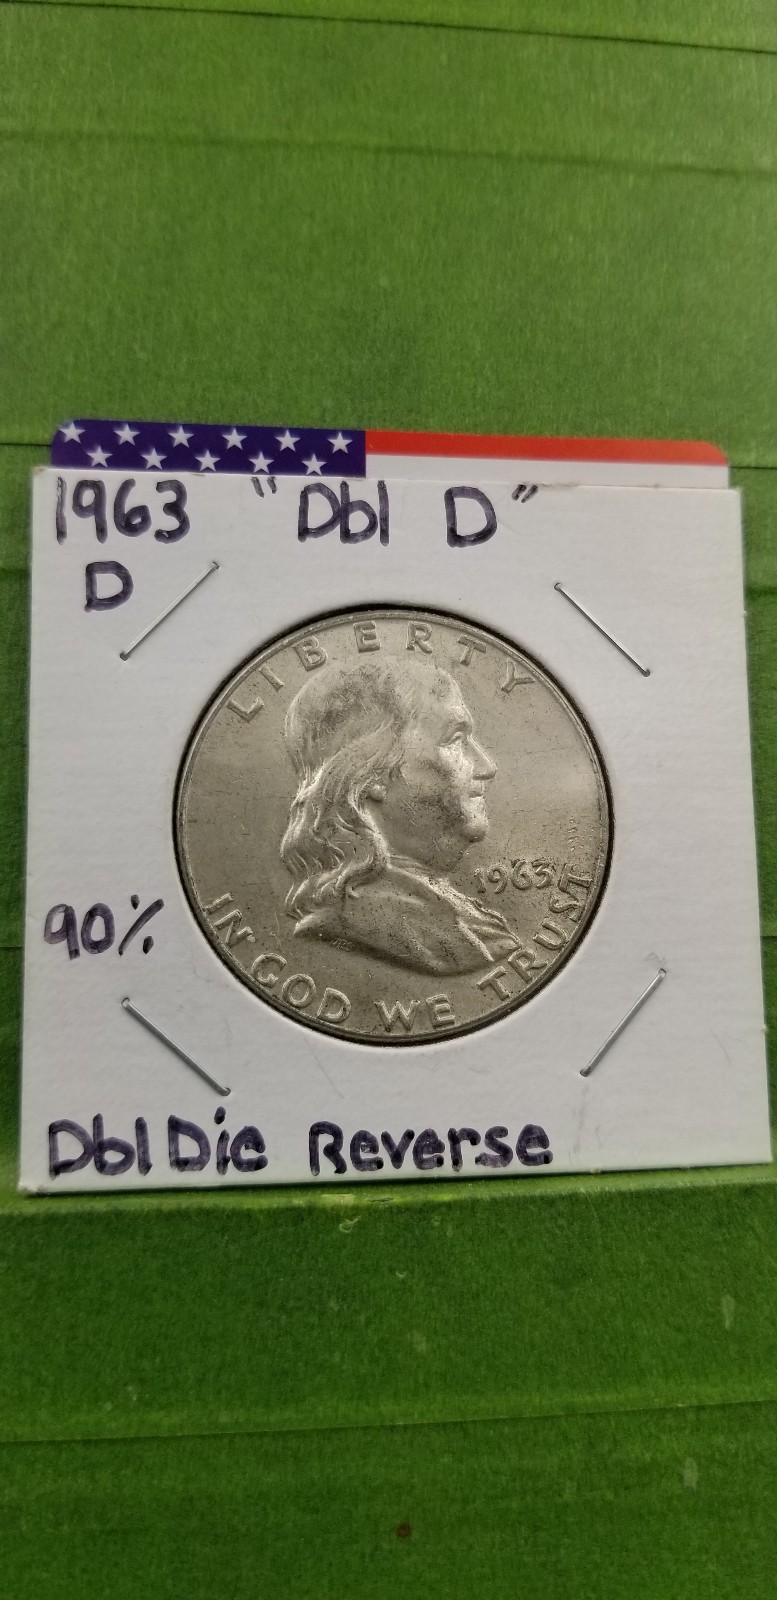 1963 "Dbl D"
D
LIBERTY
1963
90%
IN GOD WE TRUST
Dbl Die Reverse